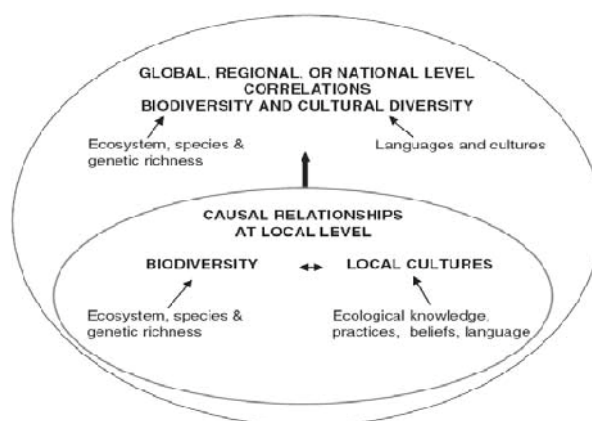 GLOBAL, REGIONAL, OR NATIONAL LEVEL
CORRELATIONS
BIODIVERSITY AND CULTURAL DIVERSITY
Ecosystem, species &
genetic richness
Languages and cultures
CAUSAL RELATIONSHIPS
AT LOCAL LEVEL
BIODIVERSITY
LOCAL CULTURES
Ecosystem, species &
genetic richness
Ecological knowledge,
practices, beliefs, language